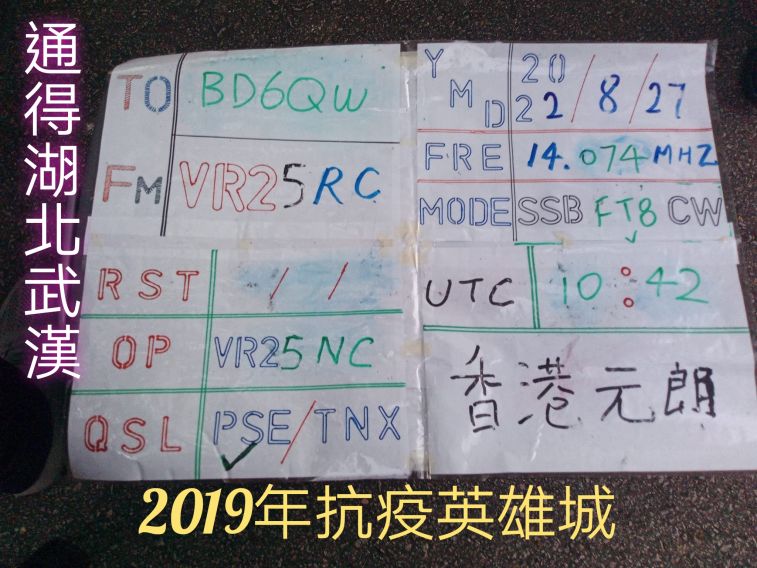 通得湖北武漢
TO BD6QW
FM VR25RC
YMD 2022/8/27
FRE 14.074 MHZ
MODE SSB FT8 CW
RST / /
OP VR25NC
QSL PSE/TNX
UTC 10:42
香港元朗
2019年抗疫英雄城